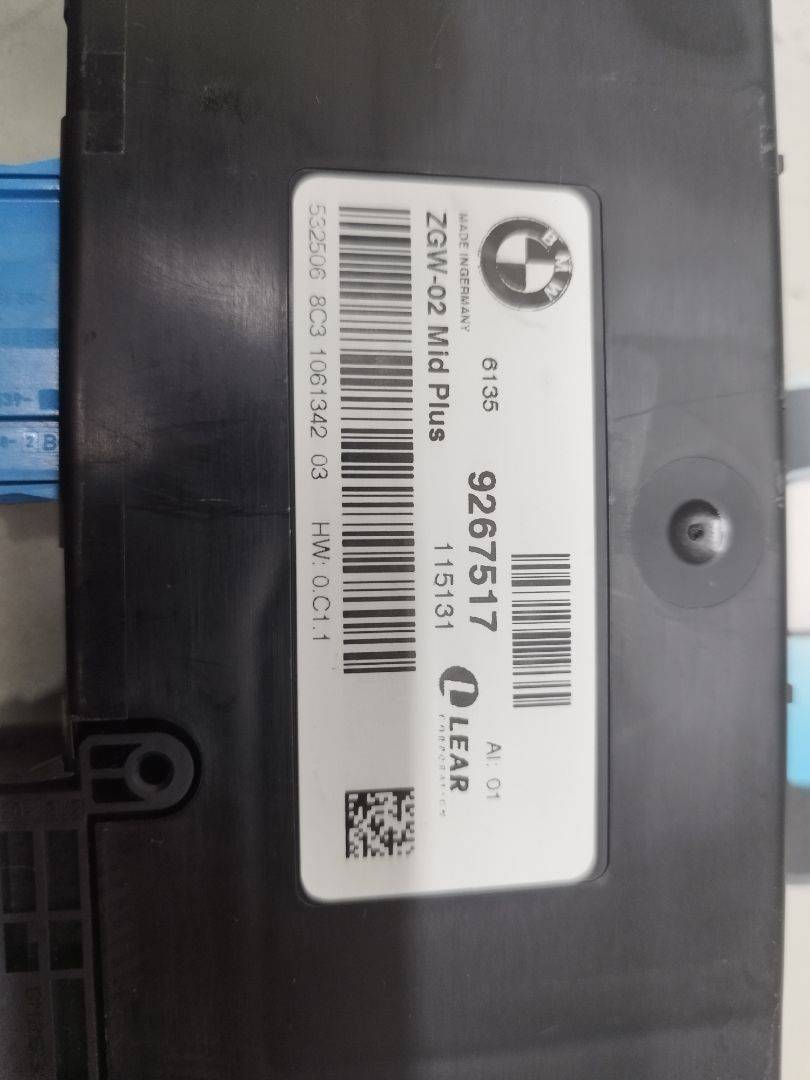 BMW
6135
AI: 01
9267517
MADE IN GERMANY
115131
LEAR
CORPORATION
ZGW-02 Mid Plus
532506 8C3 1061342 03 HW: 0.C1.1